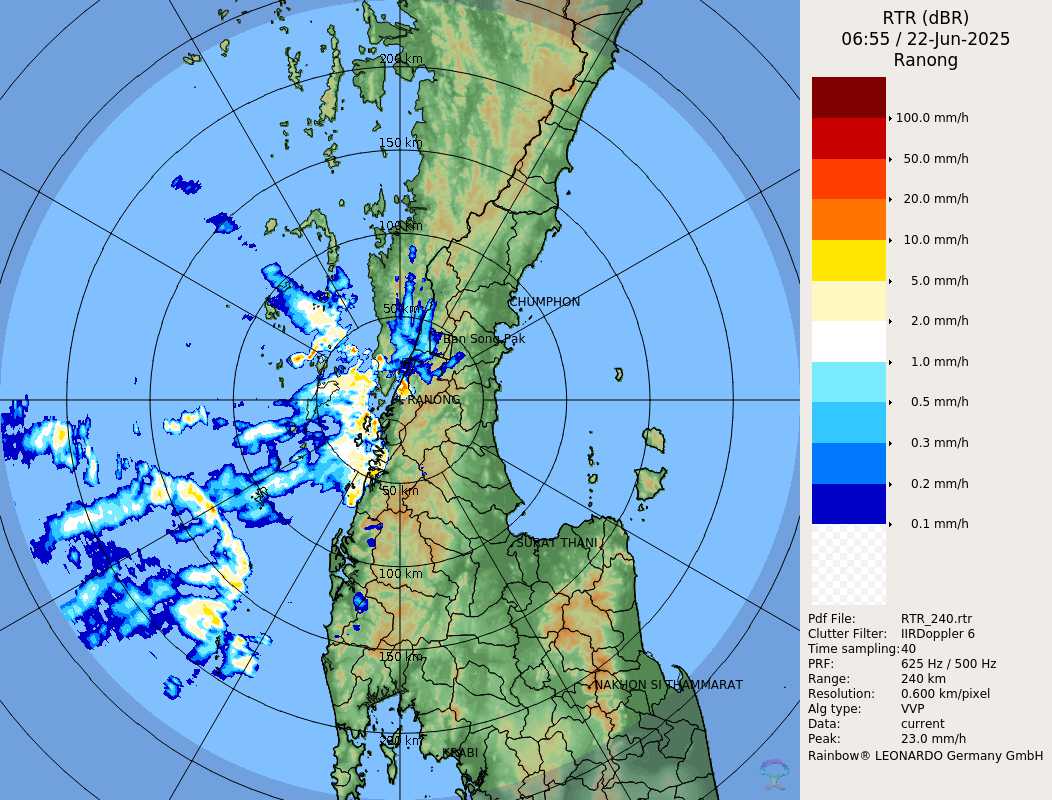 RTR (dBR)
06:55 / 22-Jun-2025
Ranong
100.0 mm/h
50.0 mm/h
20.0 mm/h
10.0 mm/h
5.0 mm/h
2.0 mm/h
1.0 mm/h
0.5 mm/h
0.3 mm/h
0.2 mm/h
0.1 mm/h
Pdf File: RTR_240.rtr
Clutter Filter: IIRDoppler 6
Time sampling:40
PRF: 625 Hz / 500 Hz
Range: 240 km
Resolution: 0.600 km/pixel
Alg type: VVP
Data: current
Peak: 23.0 mm/h
Rainbow® LEONARDO Germany GmbH
200 km
150 km
100 km
CHUMPHON
50 km
Ban Song Pak
RANONG
50 km
SURAT THANI
100 km
150 km
NAKHON SI THAMMARAT
200 km
KRABI